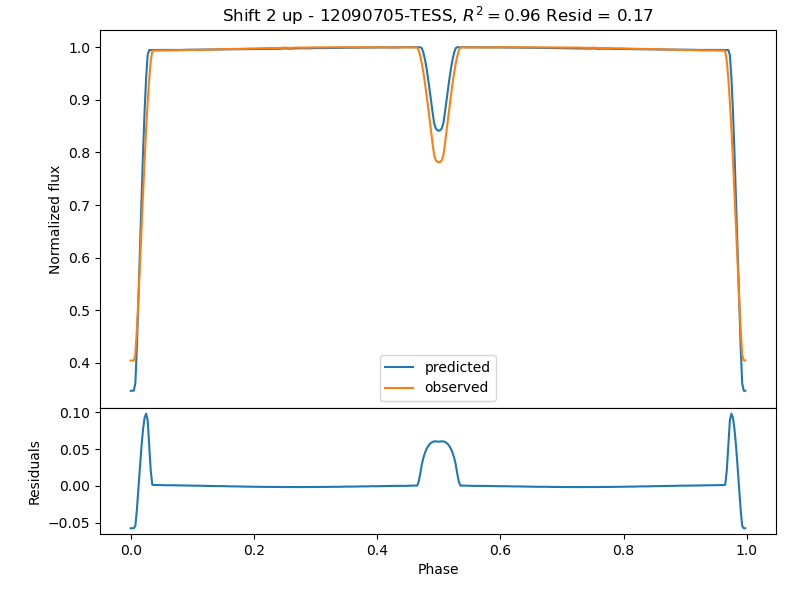 Shift 2 up - 12090705-TESS, R² = 0.96 Resid = 0.17
1.0
0.9
0.8
0.7
0.6
0.5
0.4
Normalized flux
predicted
observed
0.10
0.05
0.00
−0.05
Residuals
0.0 0.2 0.4 0.6 0.8 1.0
Phase